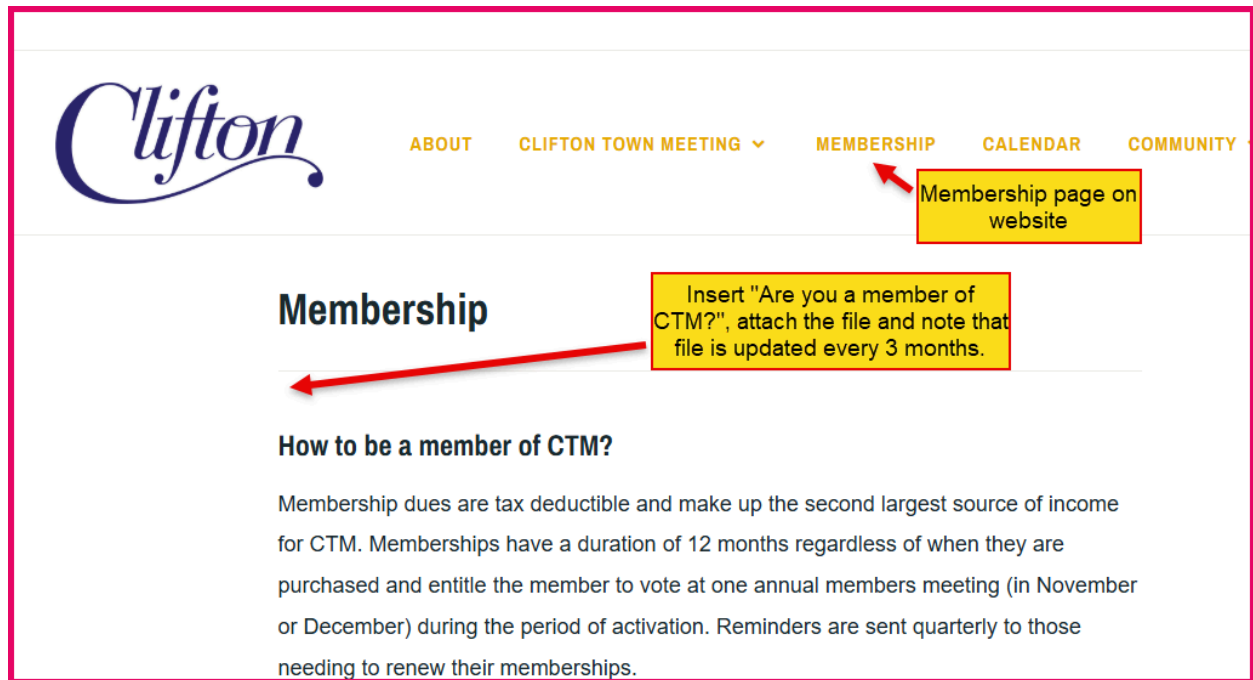 Clifton
ABOUT CLIFTON TOWN MEETING MEMBERSHIP CALENDAR COMMUNITY
Membership page on
website
Membership
Insert "Are you a member of
CTM?", attach the file and note that
file is updated every 3 months.
How to be a member of CTM?
Membership dues are tax deductible and make up the second largest source of income
for CTM. Memberships have a duration of 12 months regardless of when they are
purchased and entitle the member to vote at one annual members meeting (in November
or December) during the period of activation. Reminders are sent quarterly to those
needing to renew their memberships.